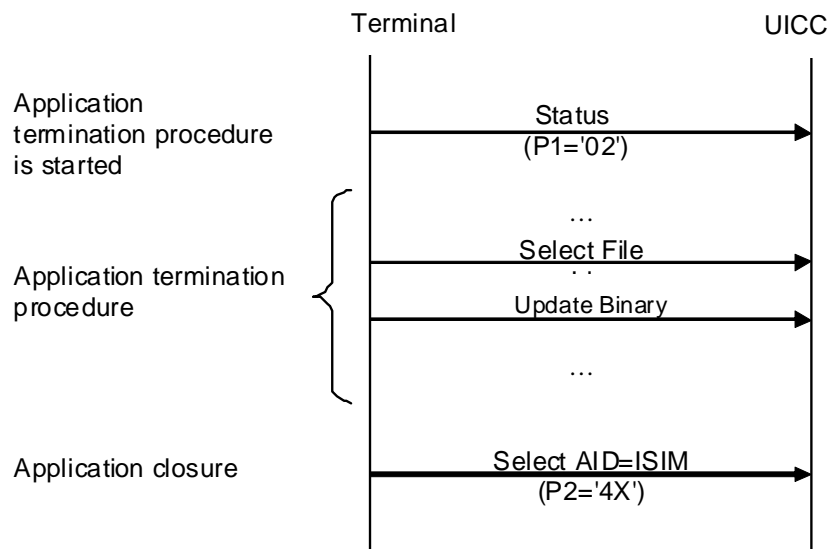 Terminal
UICC
Application
termination procedure
is started
Status
(P1='02')
...
Select File
. .
Application termination
procedure
Update Binary
...
Application closure
Select AID=ISIM
(P2='4X')